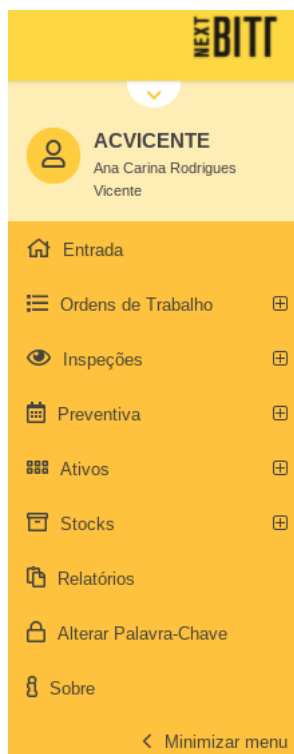 NEXT BITT
ACVICENTE
Ana Carina Rodrigues
Vicente
Entrada
Ordens de Trabalho
Inspeções
Preventiva
Ativos
Stocks
Relatórios
Alterar Palavra-Chave
Sobre
Minimizar menu